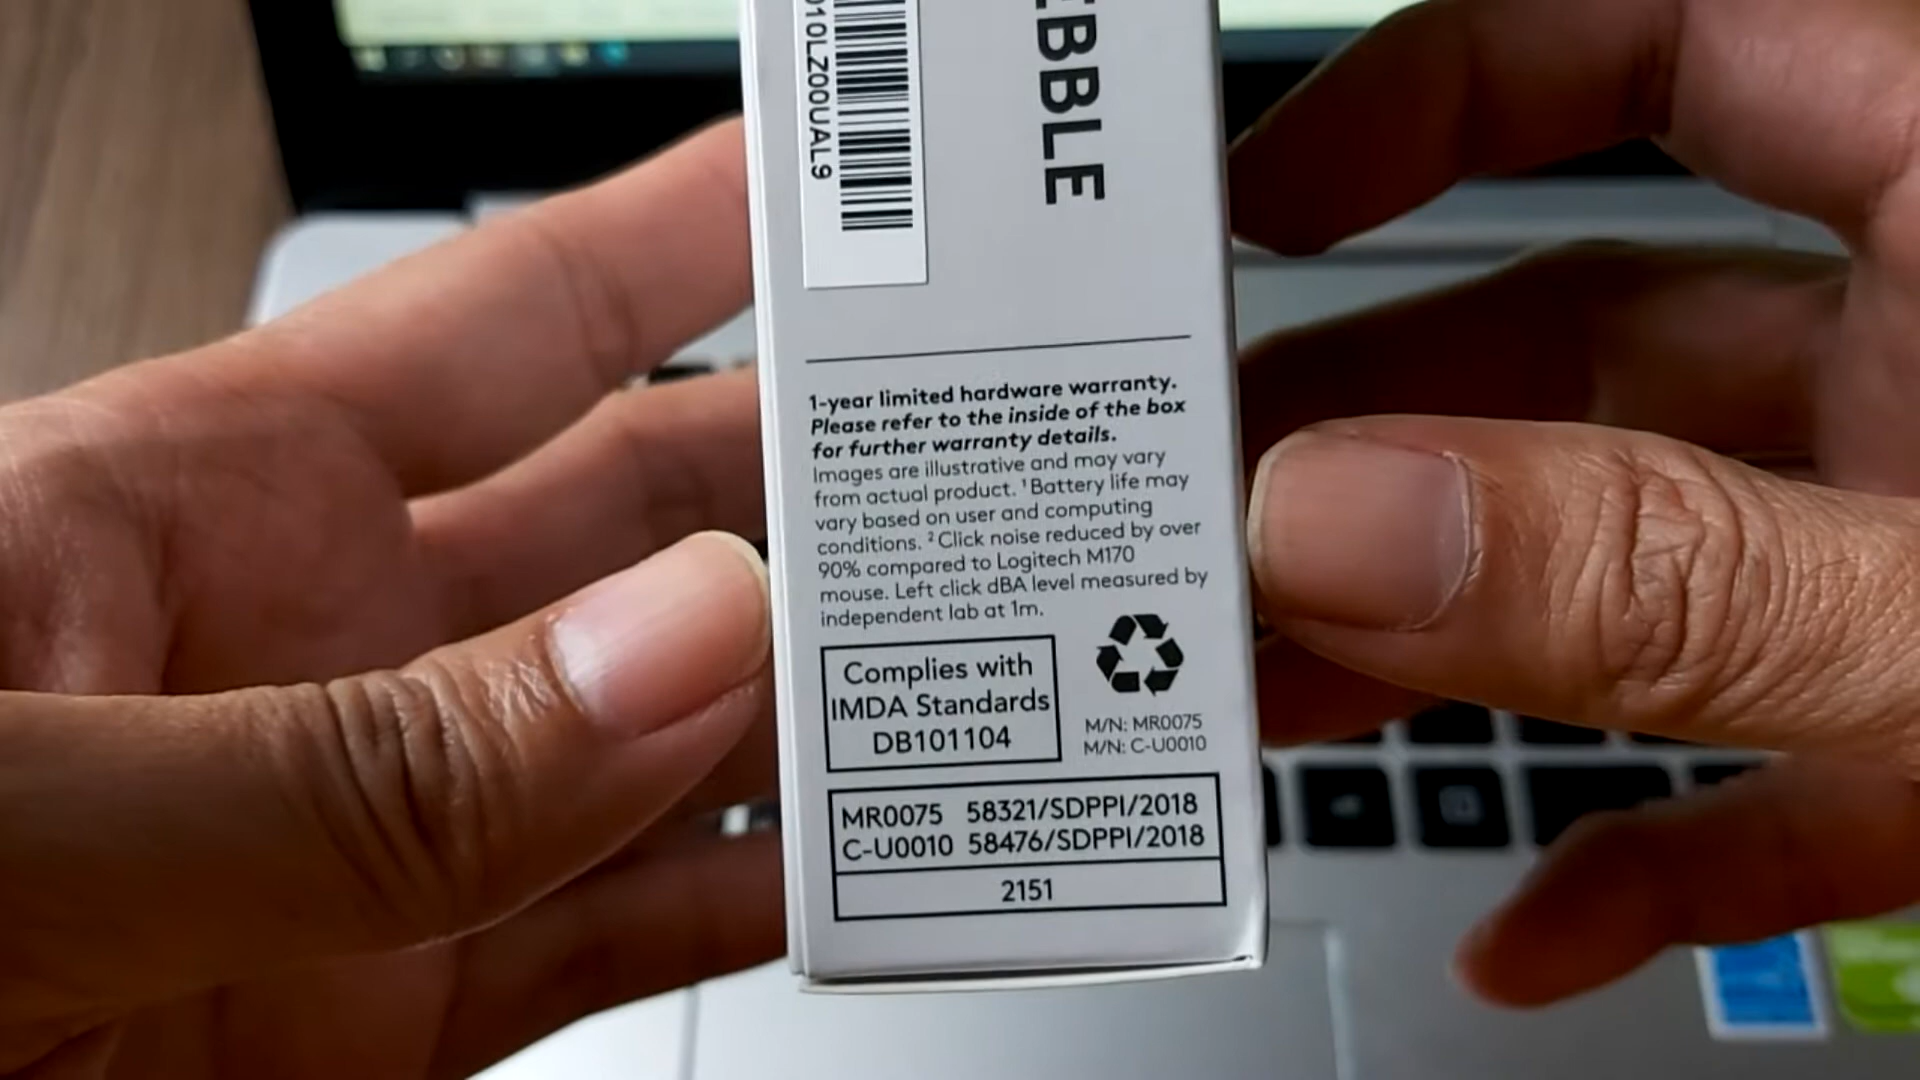 010LZ00UAL9
EBBLE
1-year limited hardware warranty.
Please refer to the inside of the box
for further warranty details.
Images are illustrative and may vary
from actual product. ¹Battery life may
vary based on user and computing
conditions. ²Click noise reduced by over
90% compared to Logitech M170
mouse. Left click dBA level measured by
independent lab at 1m.
Complies with
IMDA Standards
DB101104
M/N: MR0075
M/N: C-U0010
MR0075 58321/SDPPI/2018
C-U0010 58476/SDPPI/2018
2151